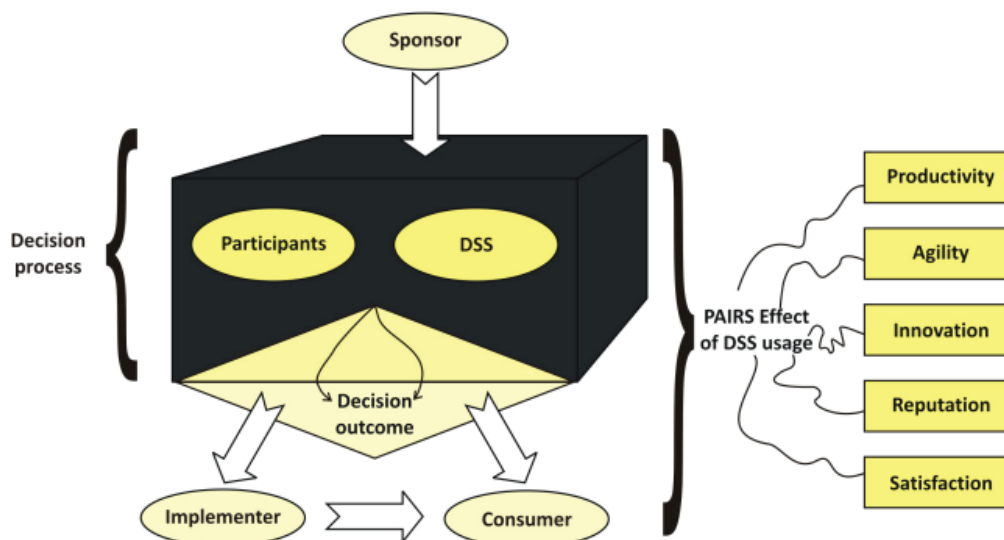 Sponsor
Decision
process
Participants
DSS
Decision
outcome
Implementer
Consumer
PAIRS Effect
of DSS usage
Productivity
Agility
Innovation
Reputation
Satisfaction